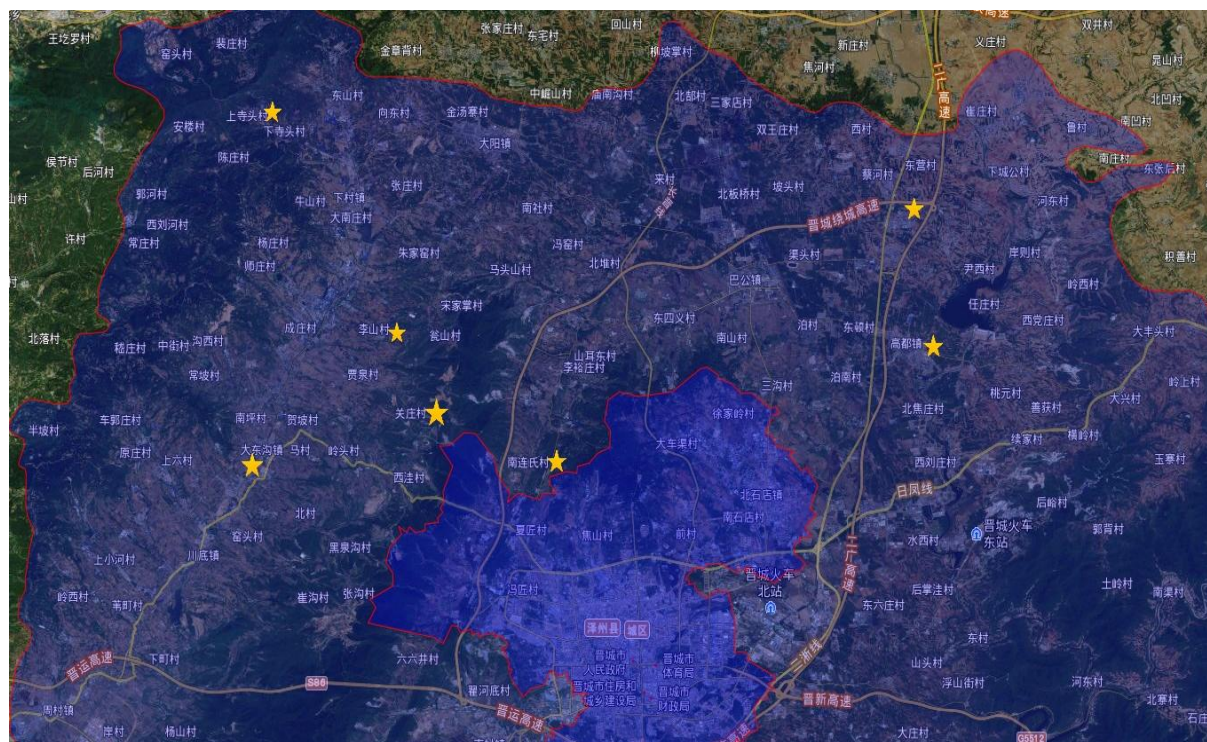 乡
王圪罗村
窑头村
裴庄村
金章背村
张家庄村
东宅村
回山村
柳坡掌村
新庄村
焦河村
义庄村
双井村
晃山村
北凹村
南凹村
中崛山村
庙南沟村
北郜村
三家店村
二广高速
崔庄村
鲁村
东山村
上寺头村
下寺头村
向东村
金汤寨村
安楼村
大阳镇
双王庄村
西村
侯节村
后河村
陈庄村
来村
东营村
蔡河村
南庄村
东张后村
下城公村
郭河村
牛山村
下村镇
张庄村
大南庄村
南社村
北板桥村
坡头村
河东村
晋城绕城高速
许村
西刘河村
常庄村
杨庄村
师庄村
朱家窑村
冯窑村
马头山村
北堆村
渠头村
巴公镇
岸则村
尹西村
岭西村
积善村
任庄村
宋家掌村
北落村
成庄村
李山村
瓮山村
东四义村
南山村
泊村
东顿村
高都镇
西党庄村
大丰头村
嵇庄村
中街村
沟西村
常坡村
贾泉村
山耳东村
李裕庄村
三沟村
泊南村
岭上村
桃元村
大兴村
半坡村
车郭庄村
南坪村
贺坡村
关庄村
徐家岭村
北焦庄村
善获村
横岭村
续家村
原庄村
上六村
大东沟镇
马村
岭头村
西洼村
南连氏村
大车渠村
西刘庄村
玉寨村
日凤线
北石店镇
南石店村
后峪村
北村
窑头村
黑泉沟村
夏匠村
焦山村
前村
晋城火车
东站
郭背村
水西村
上小河村
川底镇
晋城火车
北站
二广高速
岭西村
苇町村
崔沟村
张沟村
冯匠村
后掌洼村
东六庄村
土岭村
南渠村
泽州县
城区
东村
晋运高速
下町村
六六井村
晋城市
人民政府
晋城市
体育局
二淅线
山头村
浮山街村
河东村
S86
翟河底村
晋城市住房和
城乡建设局
晋城市
财政局
晋新高速
北寨村
周村镇
岸村
杨山村
晋运高速
大庄村
G5512